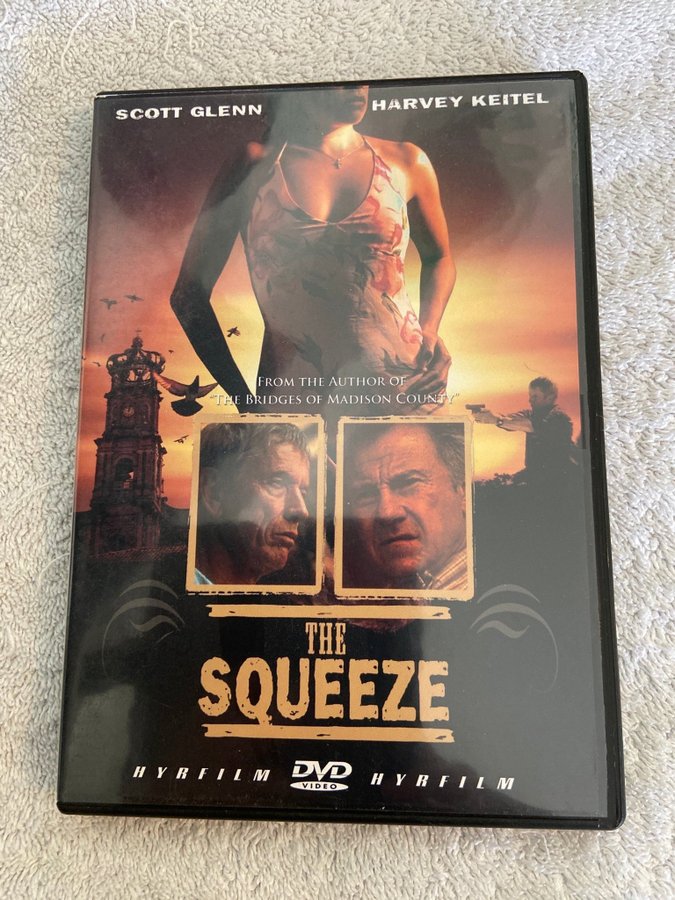 SCOTT GLENN
HARVEY KEITEL
FROM THE AUTHOR OF
"THE BRIDGES OF MADISON COUNTY"
THE
SQUEEZE
HYRFILM DVD VIDEO HYRFILM